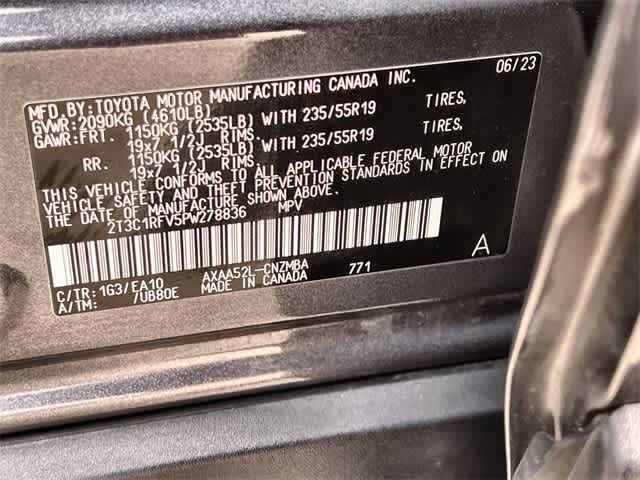 MFD.BY:TOYOTA MOTOR MANUFACTURING CANADA INC. 06/23
GVWR:2090KG (4610LB)
GAWR:FRT. 1150KG (2535LB) WITH 235/55R19 TIRES,
19x7 1/2J RIMS.
RR. 1150KG (2535LB) WITH 235/55R19 TIRES,
19x7 1/2J RIMS.
THIS VEHICLE CONFORMS TO ALL APPLICABLE FEDERAL MOTOR
VEHICLE SAFETY AND THEFT PREVENTION STANDARDS IN EFFECT ON
THE DATE OF MANUFACTURE SHOWN ABOVE.
2T3C1RFV5PW278836 MPV
A
C/TR: 1G3/EA10 AXAA52L-CNZMBA 771
A/TM: /UB80E MADE IN CANADA